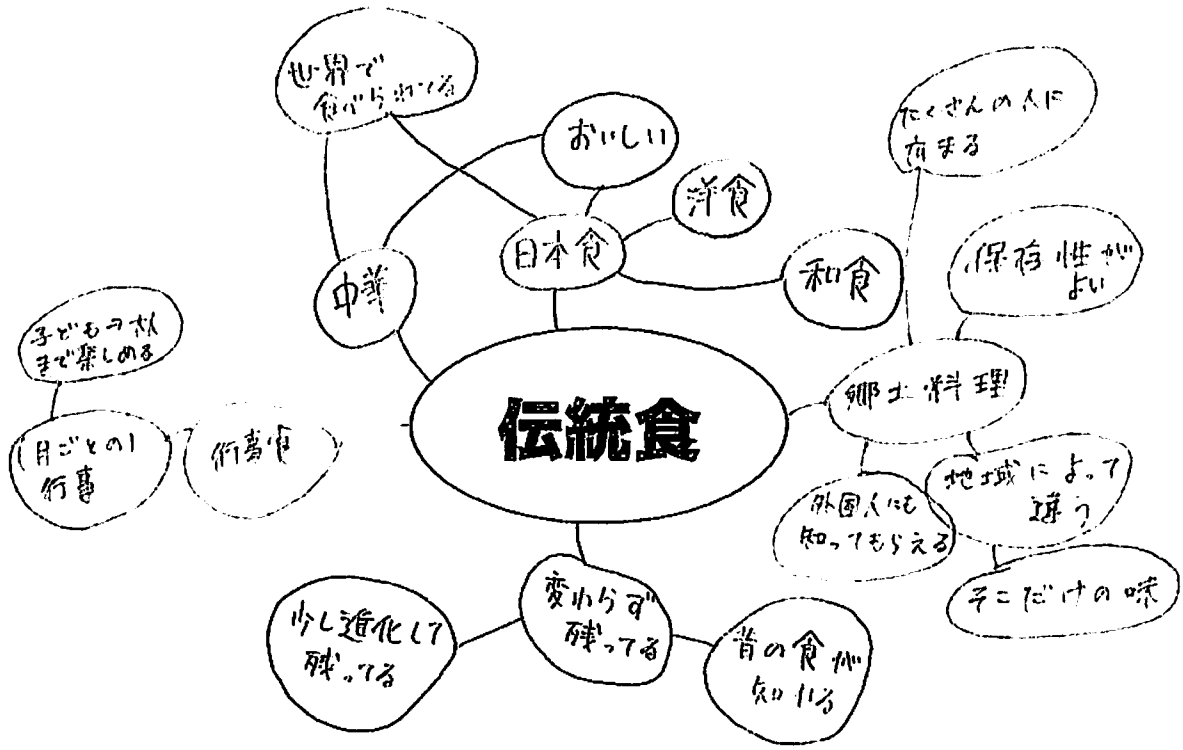 世界で
食べられてる
おいしい
洋食
日本食
和食
中華
たくさんの人に
広まる
保存性が
よい
郷土料理
地域によって
違う
そこだけの味
外国人にも
知ってもらえる
伝統食
子どもから大人
まで楽しめる
月ごとの
行事
行事食
変わらず
残ってる
少し進化して
残ってる
昔の食が
知れる